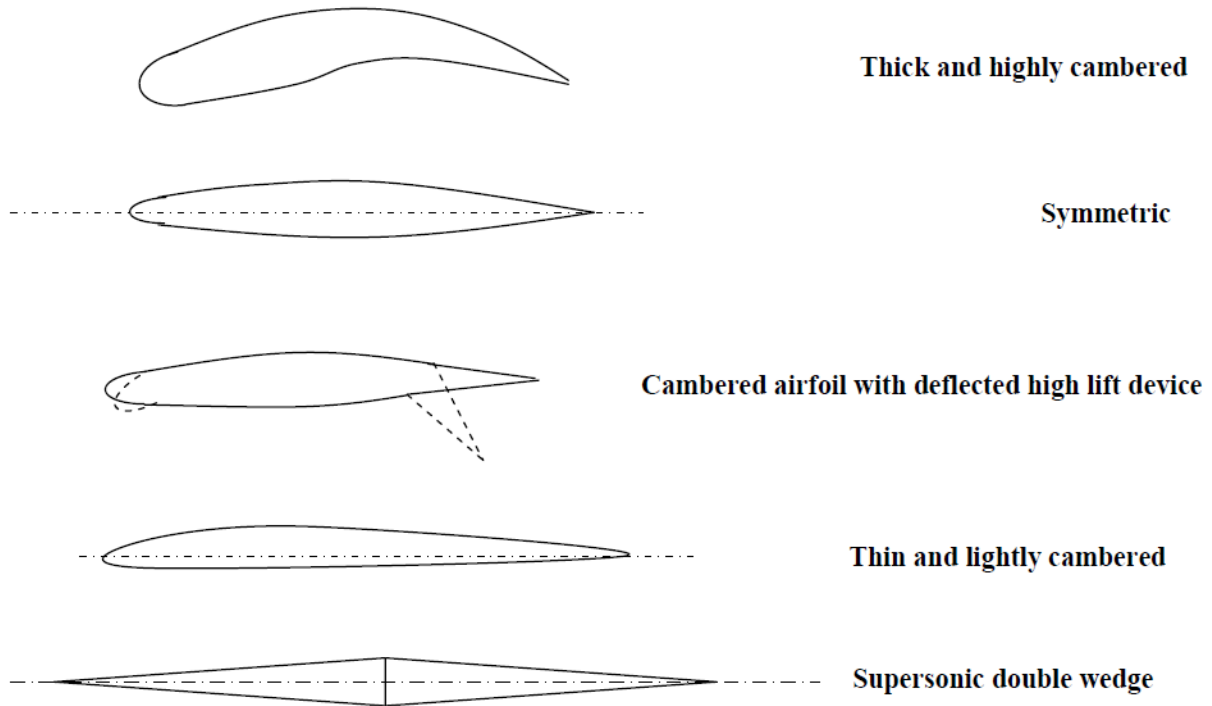 Thick and highly cambered
Symmetric
Cambered airfoil with deflected high lift device
Thin and lightly cambered
Supersonic double wedge